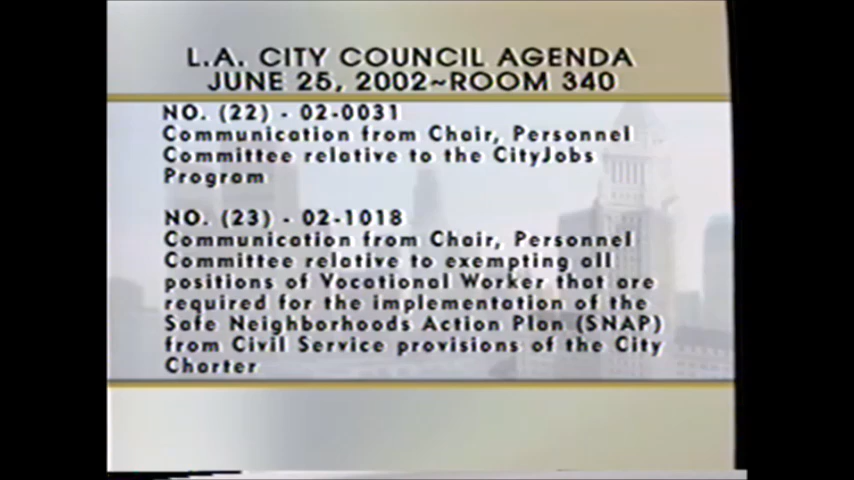 L.A. CITY COUNCIL AGENDA
JUNE 25, 2002~ROOM 340
NO. (22) - 02-0031
Communication from Chair, Personnel
Committee relative to the CityJobs
Program
NO. (23) - 02-1018
Communication from Chair, Personnel
Committee relative to exempting all
positions of Vocational Worker that are
required for the implementation of the
Safe Neighborhoods Action Plan (SNAP)
from Civil Service provisions of the City
Charter